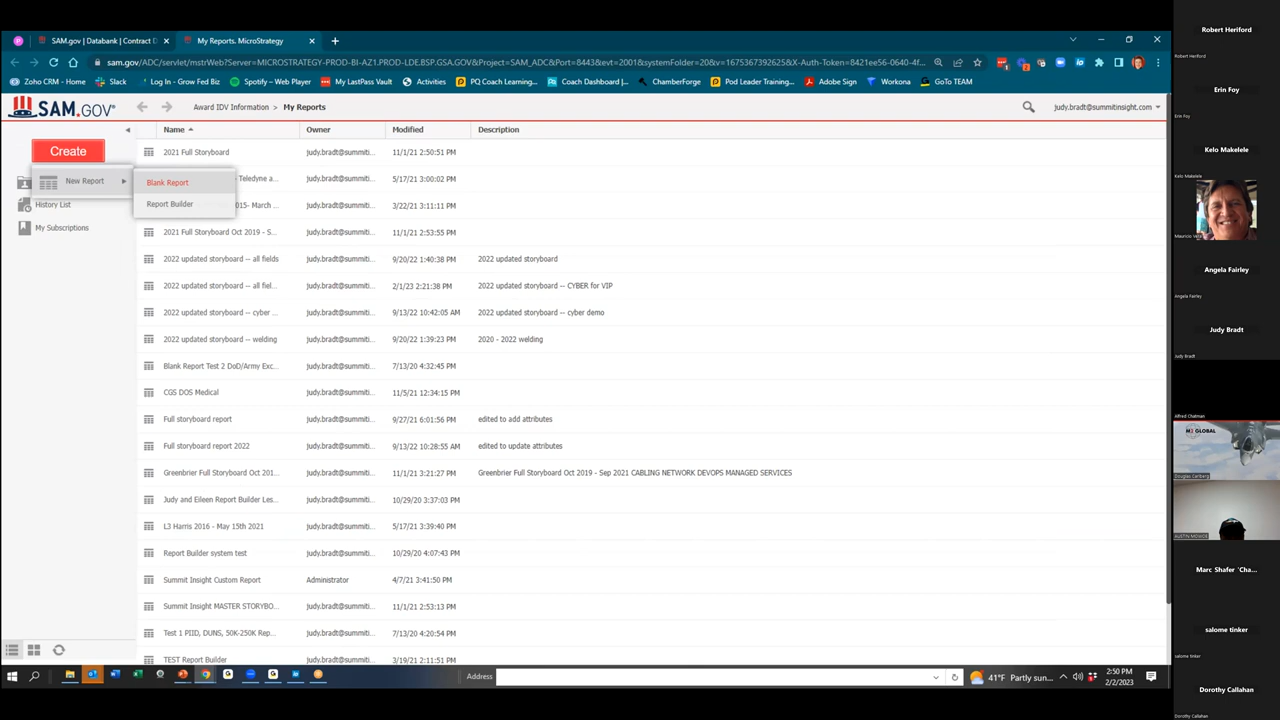 SAM.gov | Databank | Contract D
My Reports. MicroStrategy
sam.gov/ADC/servlet/mstrWeb?Server=MICROSTRATEGY-PROD-BI-AZ1.PROD-LDE.BSP.GSA.GOV&Project=SAM_ADC&Port=8443&evt=2001&systemFolder=20&v=1675367392625&X-Auth-Token=8421ee56-0640-4f...
Zoho CRM - Home
Slack
Log In - Grow Fed Biz
Spotify – Web Player
My LastPass Vault
Activities
PQ Coach Learning...
Coach Dashboard |...
Pod Leader Training...
Adobe Sign
ChamberForge
Workona
GoTo TEAM
SAM.GOV®
Award IDV Information > My Reports
judy.bradt@summitinsight.com
Create
New Report
Blank Report
Report Builder
History List
My Subscriptions
Name Owner Modified Description
2021 Full Storyboard judy.bradt@summiti... 11/1/21 2:50:51 PM
Teledyne a... judy.bradt@summiti... 5/17/21 3:00:02 PM
2015- March ... judy.bradt@summiti... 3/22/21 3:11:11 PM
2021 Full Storyboard Oct 2019 - S... judy.bradt@summiti... 11/1/21 2:53:55 PM
2022 updated storyboard -- all fields judy.bradt@summiti... 9/20/22 1:40:38 PM 2022 updated storyboard
2022 updated storyboard -- all fiel... judy.bradt@summiti... 2/1/23 2:21:38 PM 2022 updated storyboard -- CYBER for VIP
2022 updated storyboard -- cyber ... judy.bradt@summiti... 9/13/22 10:42:05 AM 2022 updated storyboard -- cyber demo
2022 updated storyboard -- welding judy.bradt@summiti... 9/20/22 1:39:23 PM 2020 - 2022 welding
Blank Report Test 2 DoD/Army Exc... judy.bradt@summiti... 7/13/20 4:32:45 PM
CGS DOS Medical judy.bradt@summiti... 11/5/21 12:34:15 PM
Full storyboard report judy.bradt@summiti... 9/27/21 6:01:56 PM edited to add attributes
Full storyboard report 2022 judy.bradt@summiti... 9/13/22 10:28:55 AM edited to update attributes
Greenbrier Full Storyboard Oct 201... judy.bradt@summiti... 11/1/21 3:21:27 PM Greenbrier Full Storyboard Oct 2019 - Sep 2021 CABLING NETWORK DEVOPS MANAGED SERVICES
Judy and Eileen Report Builder Les... judy.bradt@summiti... 10/29/20 3:37:03 PM
L3 Harris 2016 - May 15th 2021 judy.bradt@summiti... 5/17/21 3:39:40 PM
Report Builder system test judy.bradt@summiti... 10/29/20 4:07:43 PM
Summit Insight Custom Report Administrator 4/7/21 3:41:50 PM
Summit Insight MASTER STORYBO... judy.bradt@summiti... 11/1/21 2:53:13 PM
Test 1 PIID, DUNS, 50K-250K Rep... judy.bradt@summiti... 7/13/20 4:20:54 PM
TEST Report Builder judy.bradt@summiti... 3/19/21 2:11:51 PM
Address
41°F Partly sun...
2:50 PM
2/2/2023
Robert Heriford
Robert Heriford
Erin Foy
Erin Foy
Kelo Makelele
Kelo Makelele
Angela Fairley
Angela Fairley
Judy Bradt
Judy Bradt
Alfred Chatman
GLOBAL
Douglas Carlberg
Marc Shafer 'Cha...
salome tinker
salome tinker
Dorothy Callahan
Dorothy Callahan